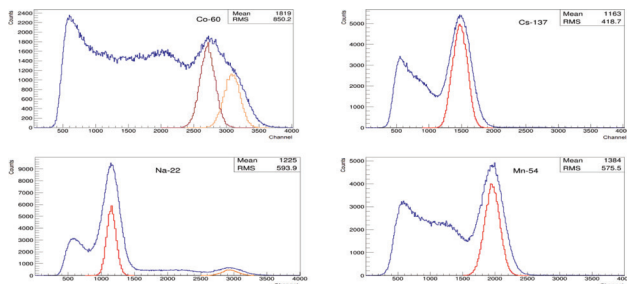 Co-60
Mean 1819
RMS 850.2
Counts
2400
2200
2000
1800
1600
1400
1200
1000
800
600
400
200
0
500 1000 1500 2000 2500 3000 3500 4000
Channel
Cs-137
Mean 1163
RMS 418.7
Counts
5000
4000
3000
2000
1000
0
500 1000 1500 2000 2500 3000 3500 4000
Channel
Na-22
Mean 1225
RMS 593.9
Counts
9000
8000
7000
6000
5000
4000
3000
2000
1000
0
500 1000 1500 2000 2500 3000 3500 4000
Channel
Mn-54
Mean 1384
RMS 575.5
Counts
5000
4000
3000
2000
1000
0
500 1000 1500 2000 2500 3000 3500 4000
Channel